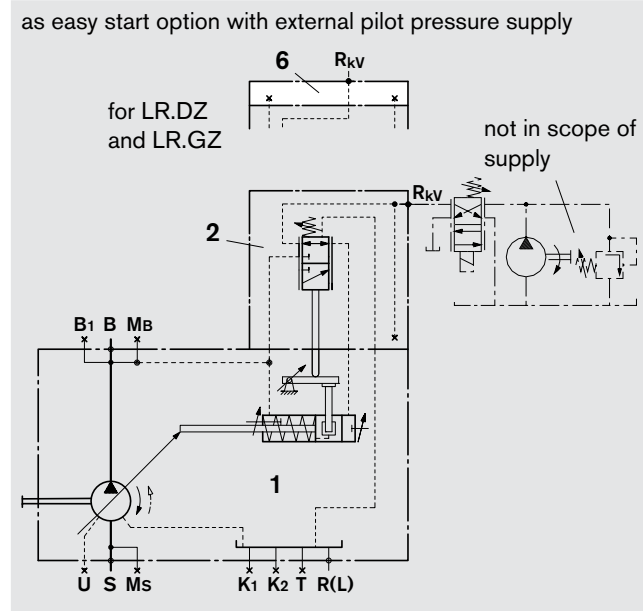 as easy start option with external pilot pressure supply
6
RkV
for LR.DZ
and LR.GZ
not in scope of
supply
RkV
2
B1 B MB
1
U S MS K1 K2 T R(L)